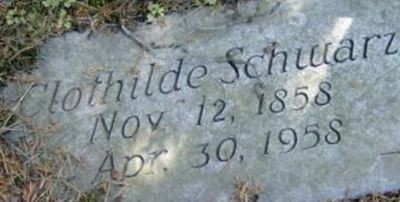 Clothilde Schwarz
Nov. 12, 1858
Apr. 30, 1958